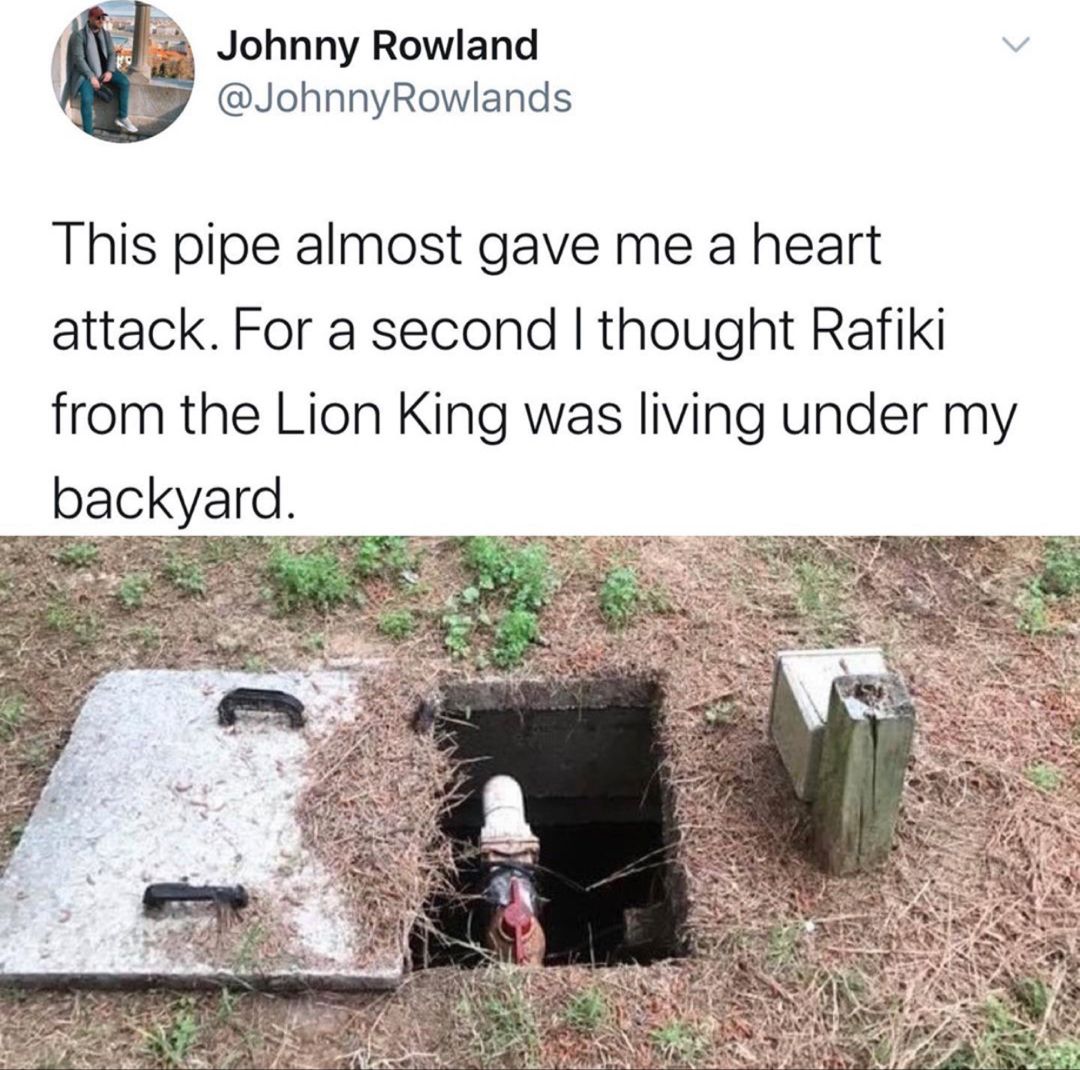 Johnny Rowland
@JohnnyRowlands
This pipe almost gave me a heart
attack. For a second I thought Rafiki
from the Lion King was living under my
backyard.